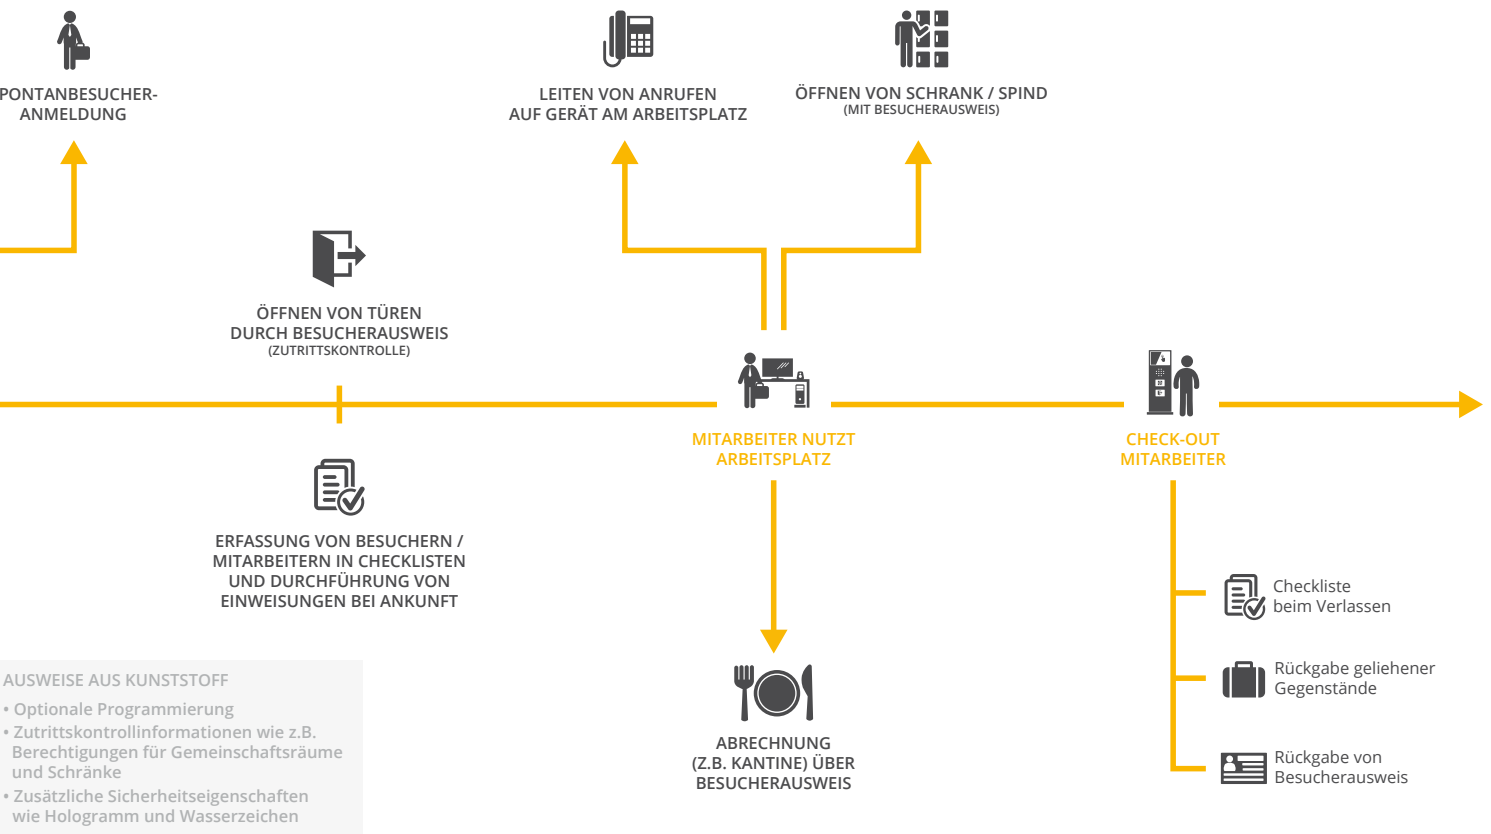 PONTANBESUCHER-
ANMELDUNG
LEITEN VON ANRUFEN
AUF GERÄT AM ARBEITSPLATZ
ÖFFNEN VON SCHRANK / SPIND
(MIT BESUCHERAUSWEIS)
ÖFFNEN VON TÜREN
DURCH BESUCHERAUSWEIS
(ZUTRITTSKONTROLLE)
MITARBEITER NUTZT
ARBEITSPLATZ
CHECK-OUT
MITARBEITER
ERFASSUNG VON BESUCHERN /
MITARBEITERN IN CHECKLISTEN
UND DURCHFÜHRUNG VON
EINWEISUNGEN BEI ANKUNFT
Checkliste
beim Verlassen
Rückgabe geliehener
Gegenstände
Rückgabe von
Besucherausweis
ABRECHNUNG
(Z.B. KANTINE) ÜBER
BESUCHERAUSWEIS
AUSWEISE AUS KUNSTSTOFF
• Optionale Programmierung
• Zutrittskontrollinformationen wie z.B.
Berechtigungen für Gemeinschaftsräume
und Schränke
• Zusätzliche Sicherheitseigenschaften
wie Hologramm und Wasserzeichen